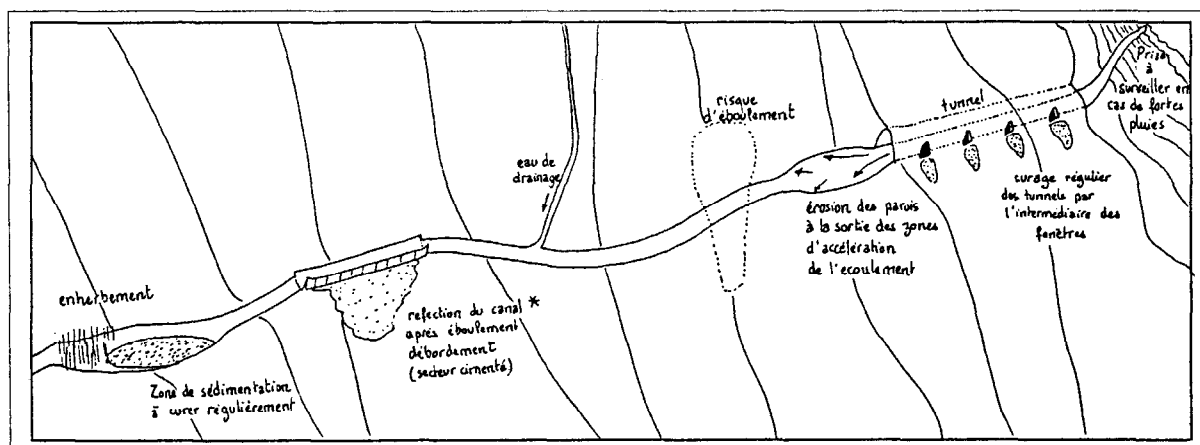 Prise
à
surveiller en
cas de fortes
pluies
tunnel
risque
d'éboulement
curage régulier
des tunnels par
l'intermédiaire des
fenêtres
eau de
drainage
érosion des parois
à la sortie des zones
d'accélération
de l'ecoulement
enherbement
refection du canal *
après éboulement
débordement
(secteur cimenté)
Zone de sédimentation
à curer régulièrement